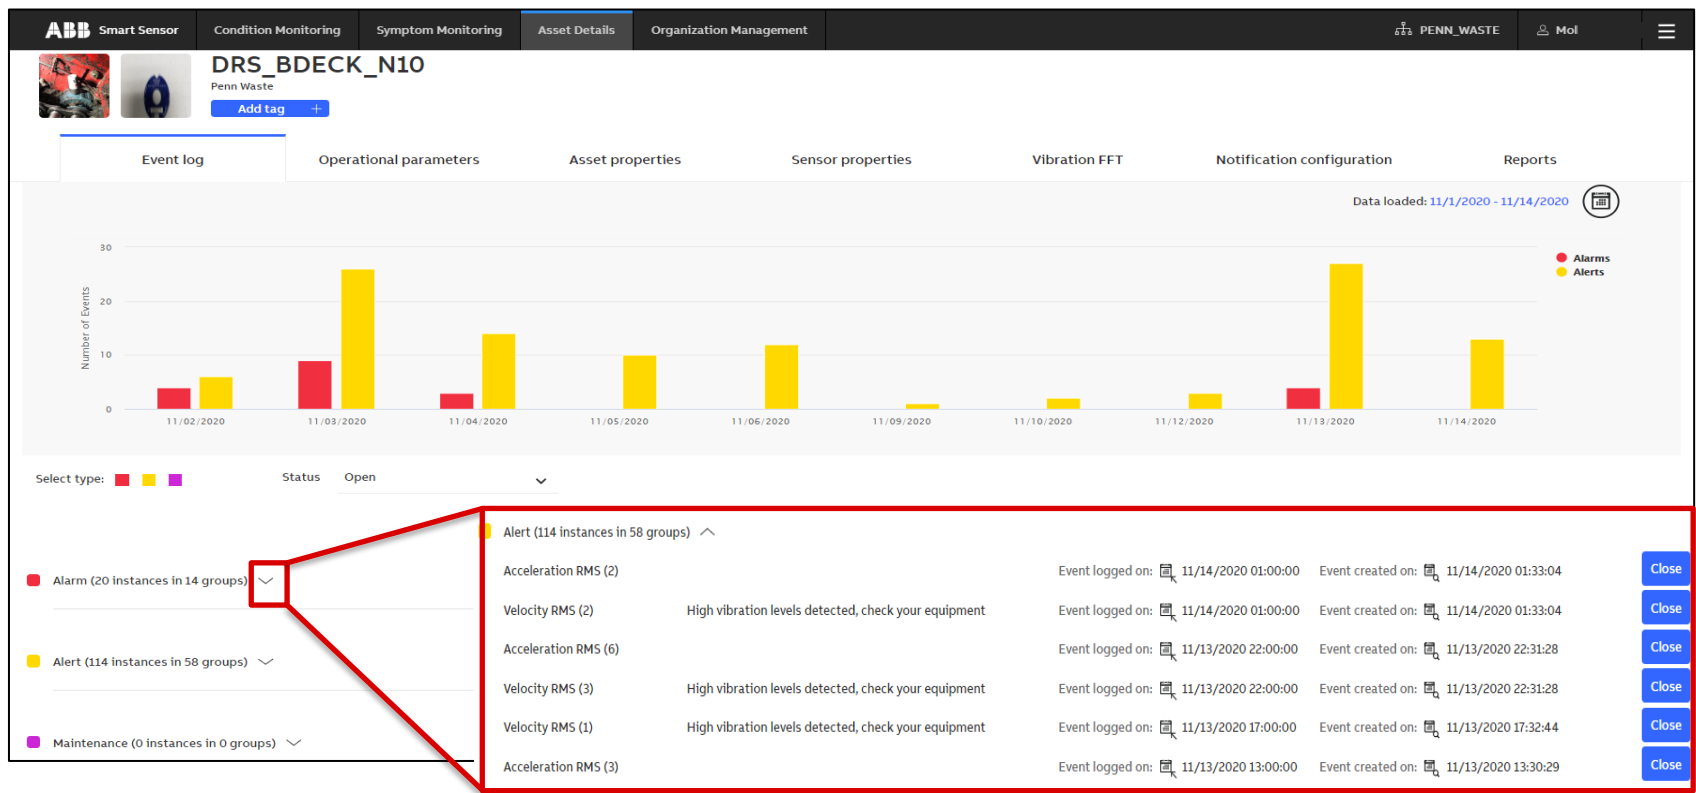 ABB Smart Sensor Condition Monitoring Symptom Monitoring Asset Details Organization Management PENN_WASTE Mol
DRS_BDECK_N10
Penn Waste
Add tag +
Event log Operational parameters Asset properties Sensor properties Vibration FFT Notification configuration Reports
Data loaded: 11/1/2020 - 11/14/2020
Number of Events
30
20
10
0
Alarms
Alerts
11/02/2020 11/03/2020 11/04/2020 11/05/2020 11/06/2020 11/09/2020 11/10/2020 11/12/2020 11/13/2020 11/14/2020
Select type: Status Open
Alarm (20 instances in 14 groups)
Alert (114 instances in 58 groups)
Maintenance (0 instances in 0 groups)
Alert (114 instances in 58 groups)
Acceleration RMS (2) Event logged on: 11/14/2020 01:00:00 Event created on: 11/14/2020 01:33:04 Close
Velocity RMS (2) High vibration levels detected, check your equipment Event logged on: 11/14/2020 01:00:00 Event created on: 11/14/2020 01:33:04 Close
Acceleration RMS (6) Event logged on: 11/13/2020 22:00:00 Event created on: 11/13/2020 22:31:28 Close
Velocity RMS (3) High vibration levels detected, check your equipment Event logged on: 11/13/2020 22:00:00 Event created on: 11/13/2020 22:31:28 Close
Velocity RMS (1) High vibration levels detected, check your equipment Event logged on: 11/13/2020 17:00:00 Event created on: 11/13/2020 17:32:44 Close
Acceleration RMS (3) Event logged on: 11/13/2020 13:00:00 Event created on: 11/13/2020 13:30:29 Close